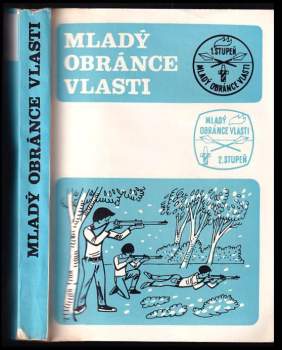 MLADÝ OBRÁNCE VLASTI
MLADÝ
OBRÁNCE
VLASTI
1. STUPEŇ
MLADÝ OBRÁNCE VLASTI
MLADÝ
OBRÁNCE VLASTI
2. STUPEŇ